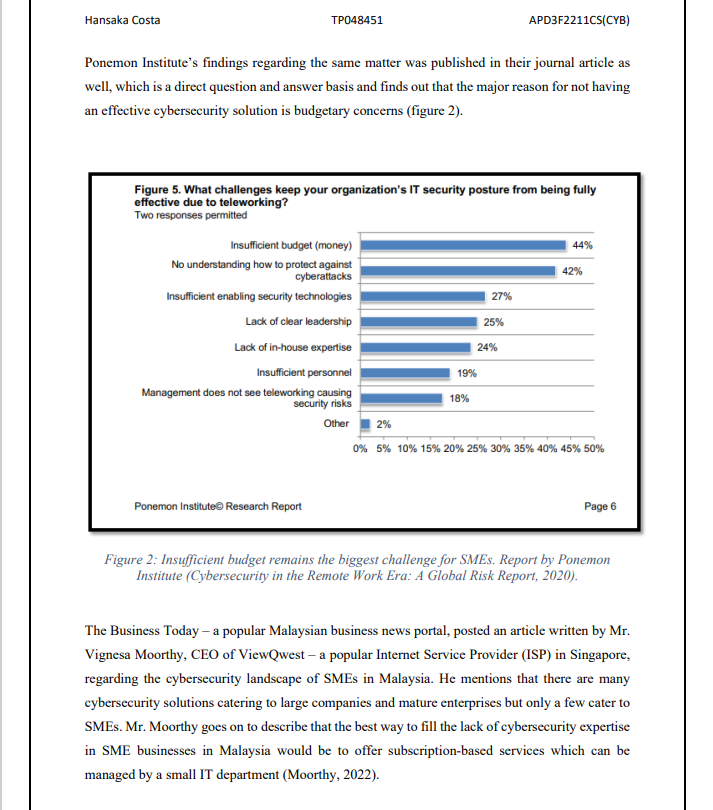 Hansaka Costa TP048451 APD3F2211CS(CYB)
Ponemon Institute’s findings regarding the same matter was published in their journal article as
well, which is a direct question and answer basis and finds out that the major reason for not having
an effective cybersecurity solution is budgetary concerns (figure 2).
Figure 5. What challenges keep your organization's IT security posture from being fully
effective due to teleworking?
Two responses permitted
Insufficient budget (money) 44%
No understanding how to protect against
cyberattacks 42%
Insufficient enabling security technologies 27%
Lack of clear leadership 25%
Lack of in-house expertise 24%
Insufficient personnel 19%
Management does not see teleworking causing
security risks 18%
Other 2%
0% 5% 10% 15% 20% 25% 30% 35% 40% 45% 50%
Ponemon Institute© Research Report Page 6
Figure 2: Insufficient budget remains the biggest challenge for SMEs. Report by Ponemon
Institute (Cybersecurity in the Remote Work Era: A Global Risk Report, 2020).
The Business Today – a popular Malaysian business news portal, posted an article written by Mr.
Vignesa Moorthy, CEO of ViewQwest – a popular Internet Service Provider (ISP) in Singapore,
regarding the cybersecurity landscape of SMEs in Malaysia. He mentions that there are many
cybersecurity solutions catering to large companies and mature enterprises but only a few cater to
SMEs. Mr. Moorthy goes on to describe that the best way to fill the lack of cybersecurity expertise
in SME businesses in Malaysia would be to offer subscription-based services which can be
managed by a small IT department (Moorthy, 2022).